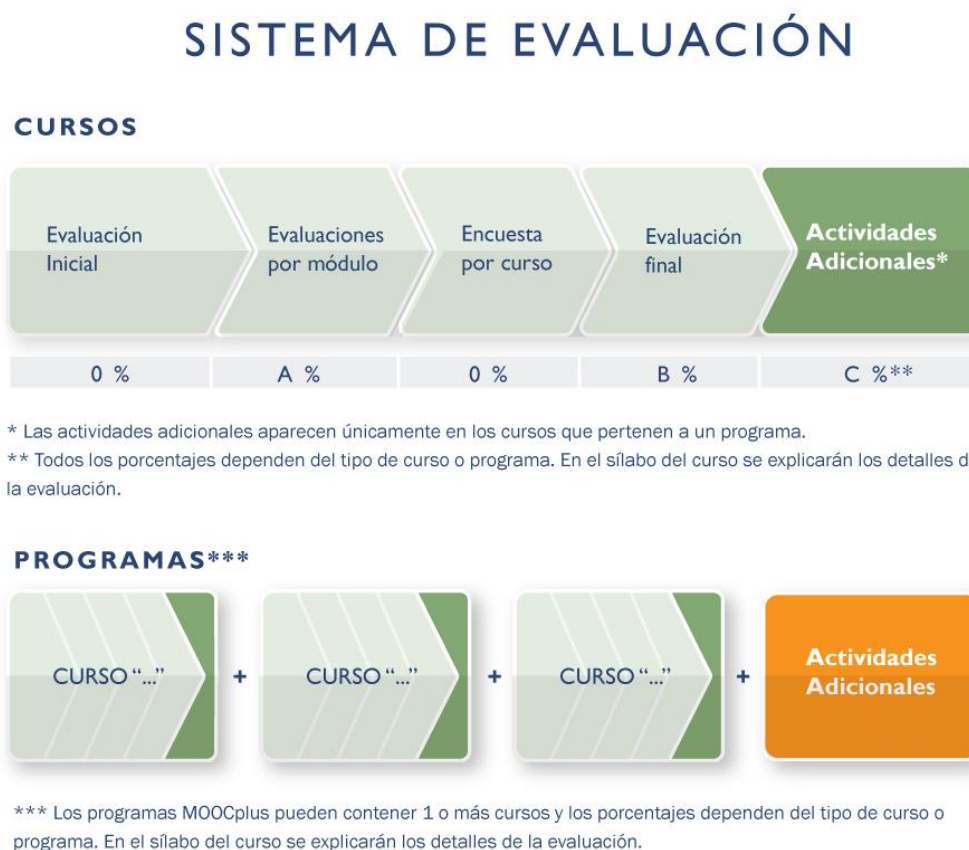 SISTEMA DE EVALUACIÓN
CURSOS
Evaluación
Inicial
Evaluaciones
por módulo
Encuesta
por curso
Evaluación
final
Actividades
Adicionales*
0 %
A %
0 %
B %
C %**
* Las actividades adicionales aparecen únicamente en los cursos que pertenen a un programa.
** Todos los porcentajes dependen del tipo de curso o programa. En el sílabo del curso se explicarán los detalles d
la evaluación.
PROGRAMAS***
CURSO “...”
+
CURSO “...”
+
CURSO “...”
+
Actividades
Adicionales
*** Los programas MOOCplus pueden contener 1 o más cursos y los porcentajes dependen del tipo de curso o
programa. En el sílabo del curso se explicarán los detalles de la evaluación.